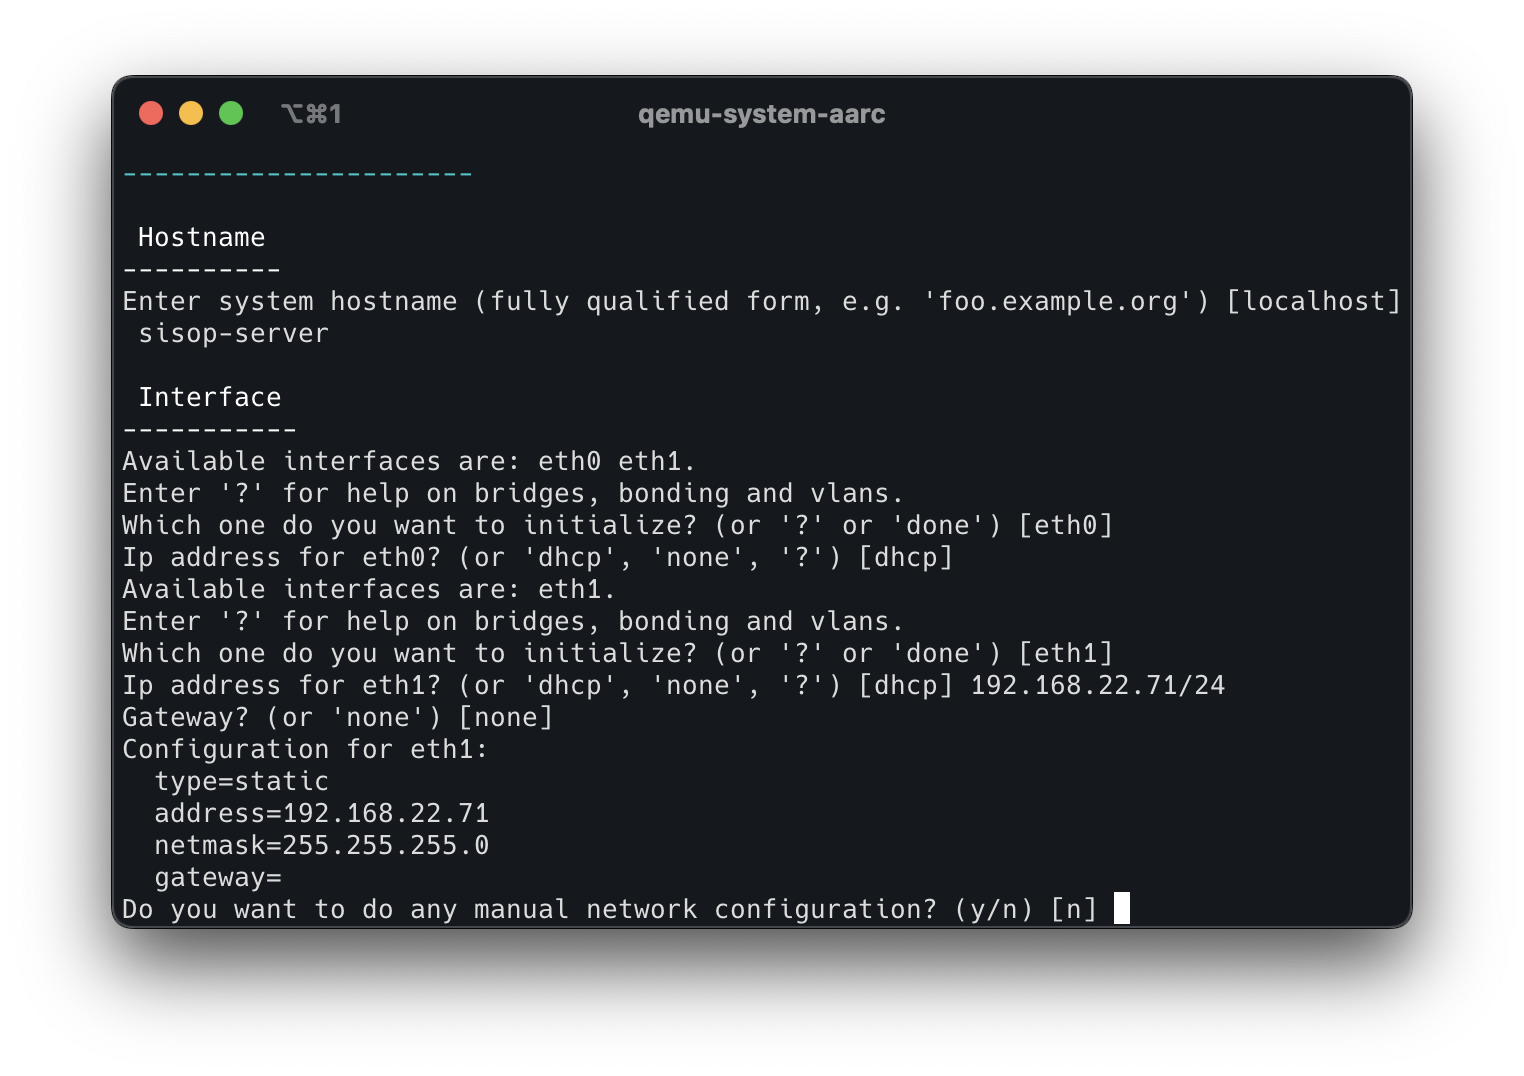 ⌥⌘1
qemu-system-aarc
----------------------
Hostname
----------
Enter system hostname (fully qualified form, e.g. 'foo.example.org') [localhost]
sisop-server
Interface
-----------
Available interfaces are: eth0 eth1.
Enter '?' for help on bridges, bonding and vlans.
Which one do you want to initialize? (or '?' or 'done') [eth0]
Ip address for eth0? (or 'dhcp', 'none', '?') [dhcp]
Available interfaces are: eth1.
Enter '?' for help on bridges, bonding and vlans.
Which one do you want to initialize? (or '?' or 'done') [eth1]
Ip address for eth1? (or 'dhcp', 'none', '?') [dhcp] 192.168.22.71/24
Gateway? (or 'none') [none]
Configuration for eth1:
type=static
address=192.168.22.71
netmask=255.255.255.0
gateway=
Do you want to do any manual network configuration? (y/n) [n]